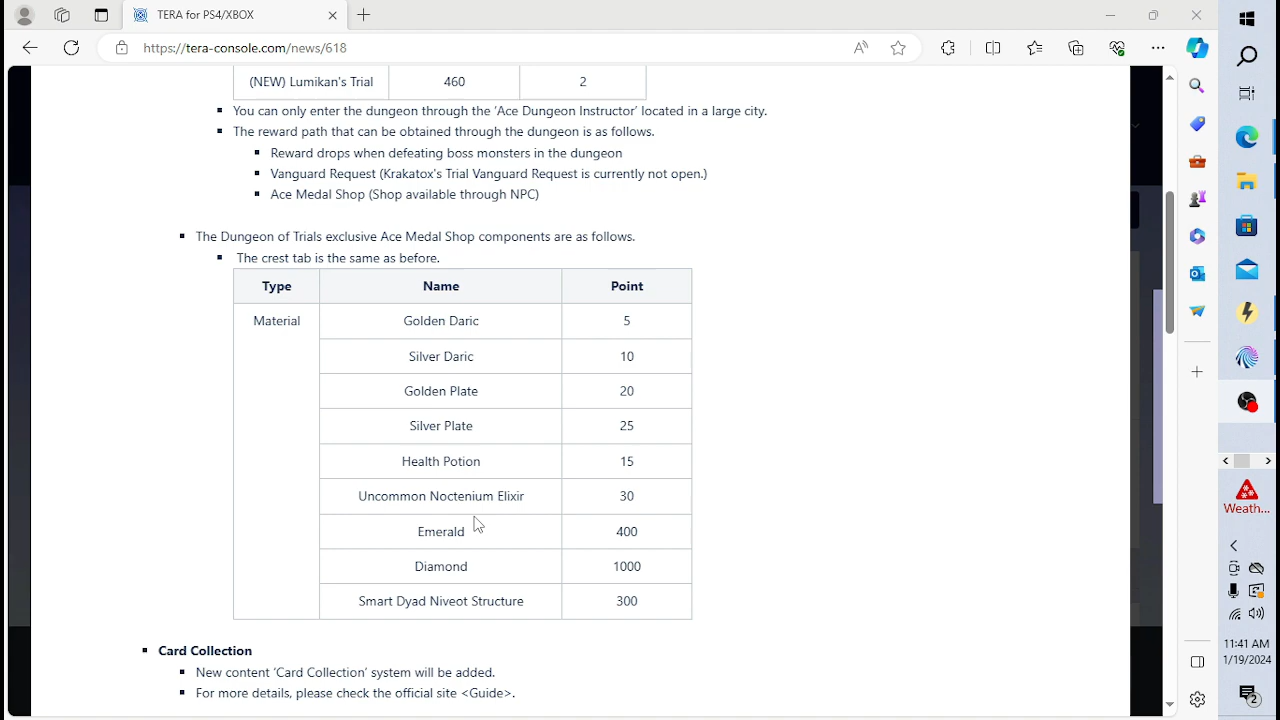 TERA for PS4/XBOX
https://tera-console.com/news/618
(NEW) Lumikan's Trial 460 2
You can only enter the dungeon through the 'Ace Dungeon Instructor' located in a large city.
The reward path that can be obtained through the dungeon is as follows.
Reward drops when defeating boss monsters in the dungeon
Vanguard Request (Krakatox's Trial Vanguard Request is currently not open.)
Ace Medal Shop (Shop available through NPC)
The Dungeon of Trials exclusive Ace Medal Shop components are as follows.
The crest tab is the same as before.
Type Name Point
Material Golden Daric 5
Silver Daric 10
Golden Plate 20
Silver Plate 25
Health Potion 15
Uncommon Noctenium Elixir 30
Emerald 400
Diamond 1000
Smart Dyad Niveot Structure 300
Card Collection
New content 'Card Collection' system will be added.
For more details, please check the official site <Guide>.
Weath...
11:41 AM
1/19/2024
2